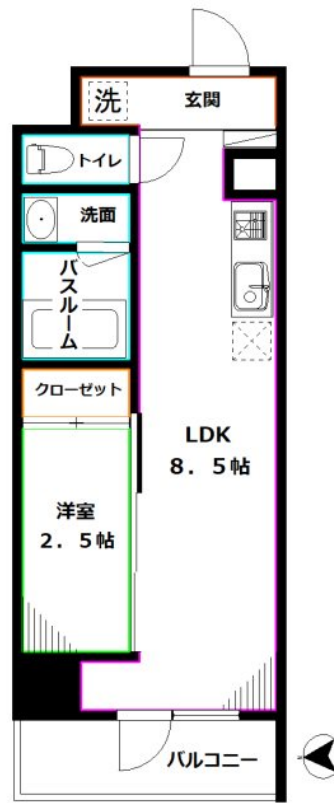 洗
玄関
トイレ
洗面
バスルーム
クローゼット
LDK
8．5帖
洋室
2．5帖
バルコニー